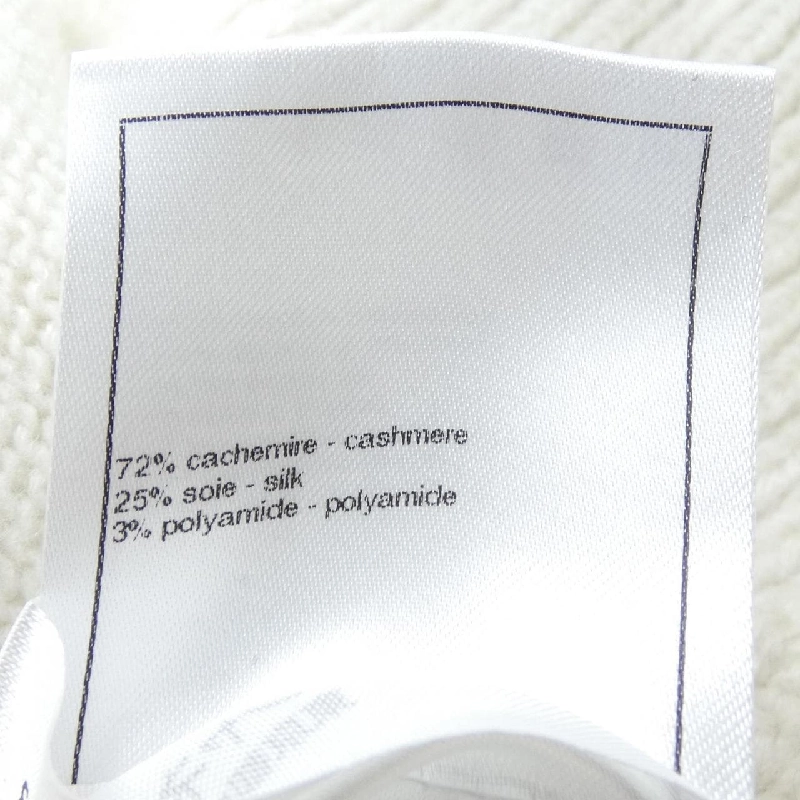 72% cachemire - cashmere
25% soie - silk
3% polyamide - polyamide